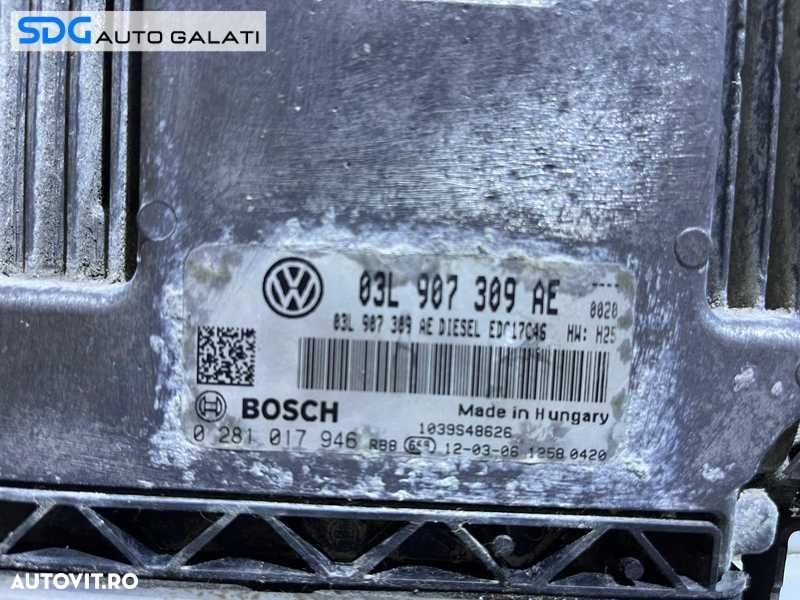 SDG AUTO GALATI
03L 907 309 AE
0020
03L 907 309 AE DIESEL EDC17C46 HW: H25
BOSCH
Made in Hungary
1039S48626
0 281 017 946 RB8 12-03-06 1258 0420
AUTOVIT.RO